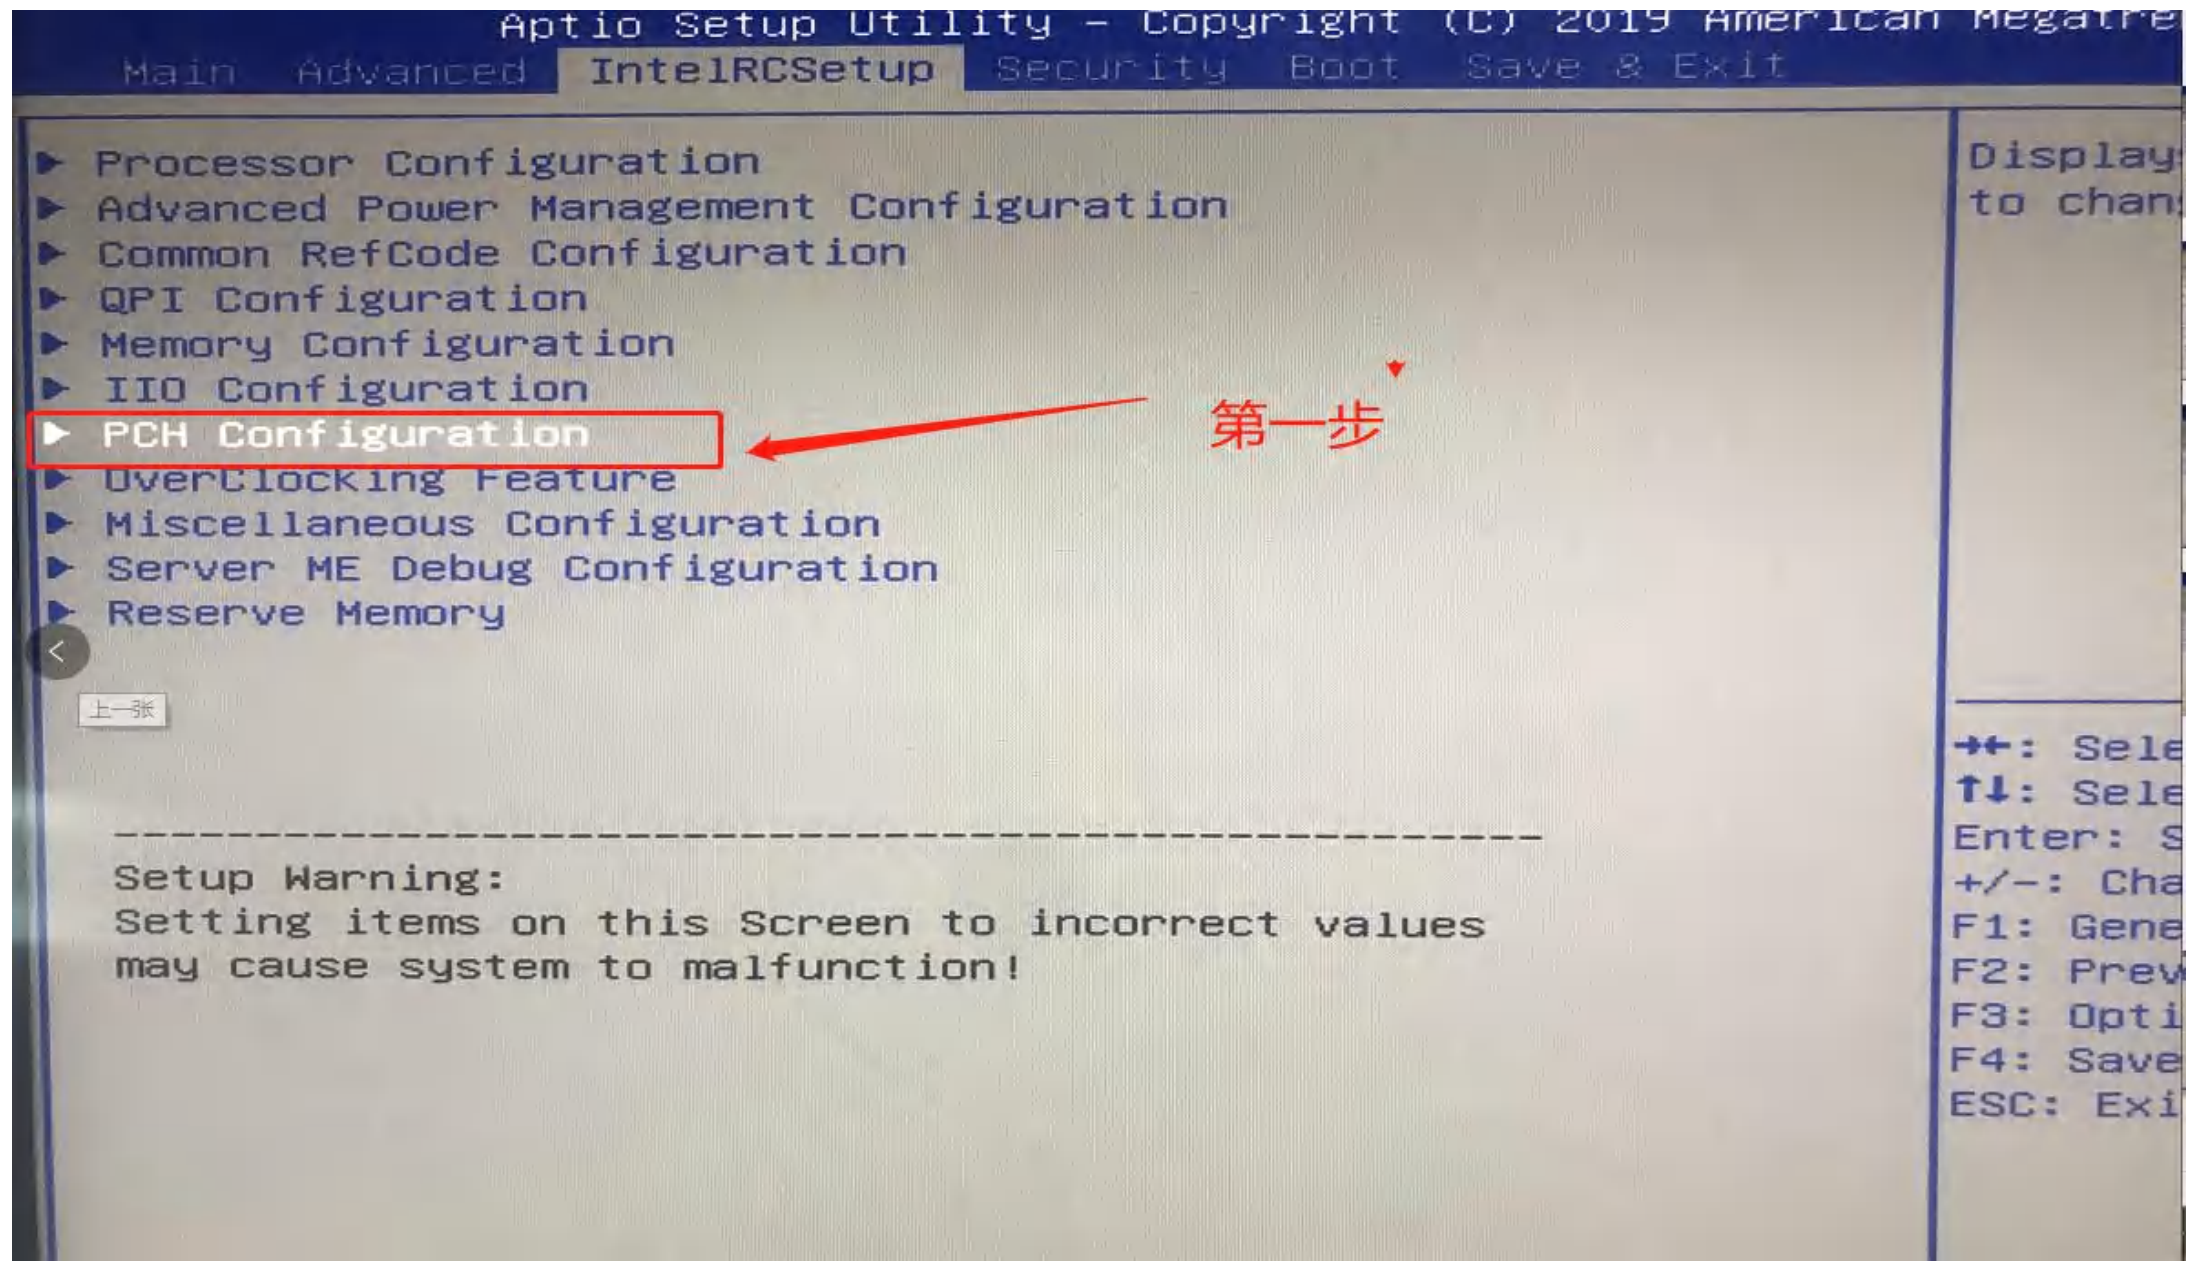 Aptio Setup Utility – Copyright (C) 2019 American
Main Advanced IntelRCSetup Security Boot Save & Exit
Processor Configuration
Advanced Power Management Configuration
Common RefCode Configuration
QPI Configuration
Memory Configuration
IIO Configuration
PCH Configuration
第一步
OverClocking Feature
Miscellaneous Configuration
Server ME Debug Configuration
Reserve Memory
上一张
Setup Warning:
Setting items on this Screen to incorrect values
may cause system to malfunction!
Display
to chan
→←: Sele
↑↓: Sele
Enter: S
+/-: Cha
F1: Gene
F2: Prev
F3: Opti
F4: Save
ESC: Exi